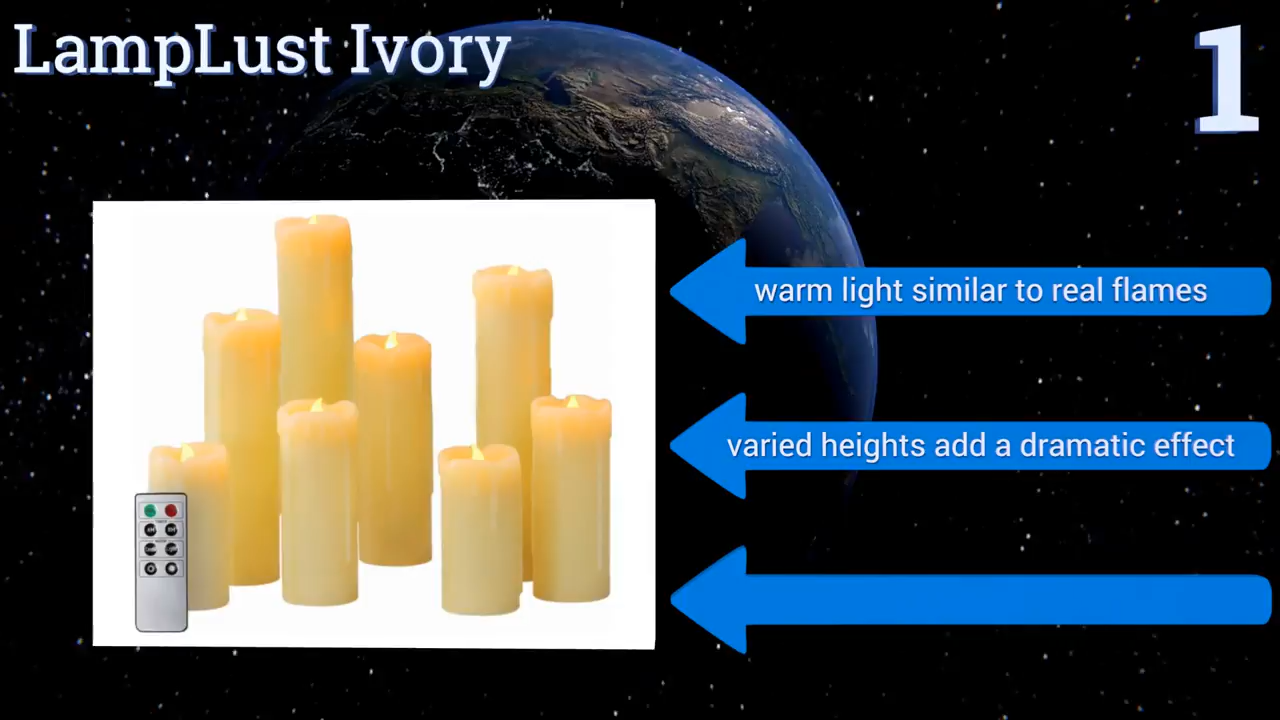 LampLust Ivory
1
warm light similar to real flames
varied heights add a dramatic effect